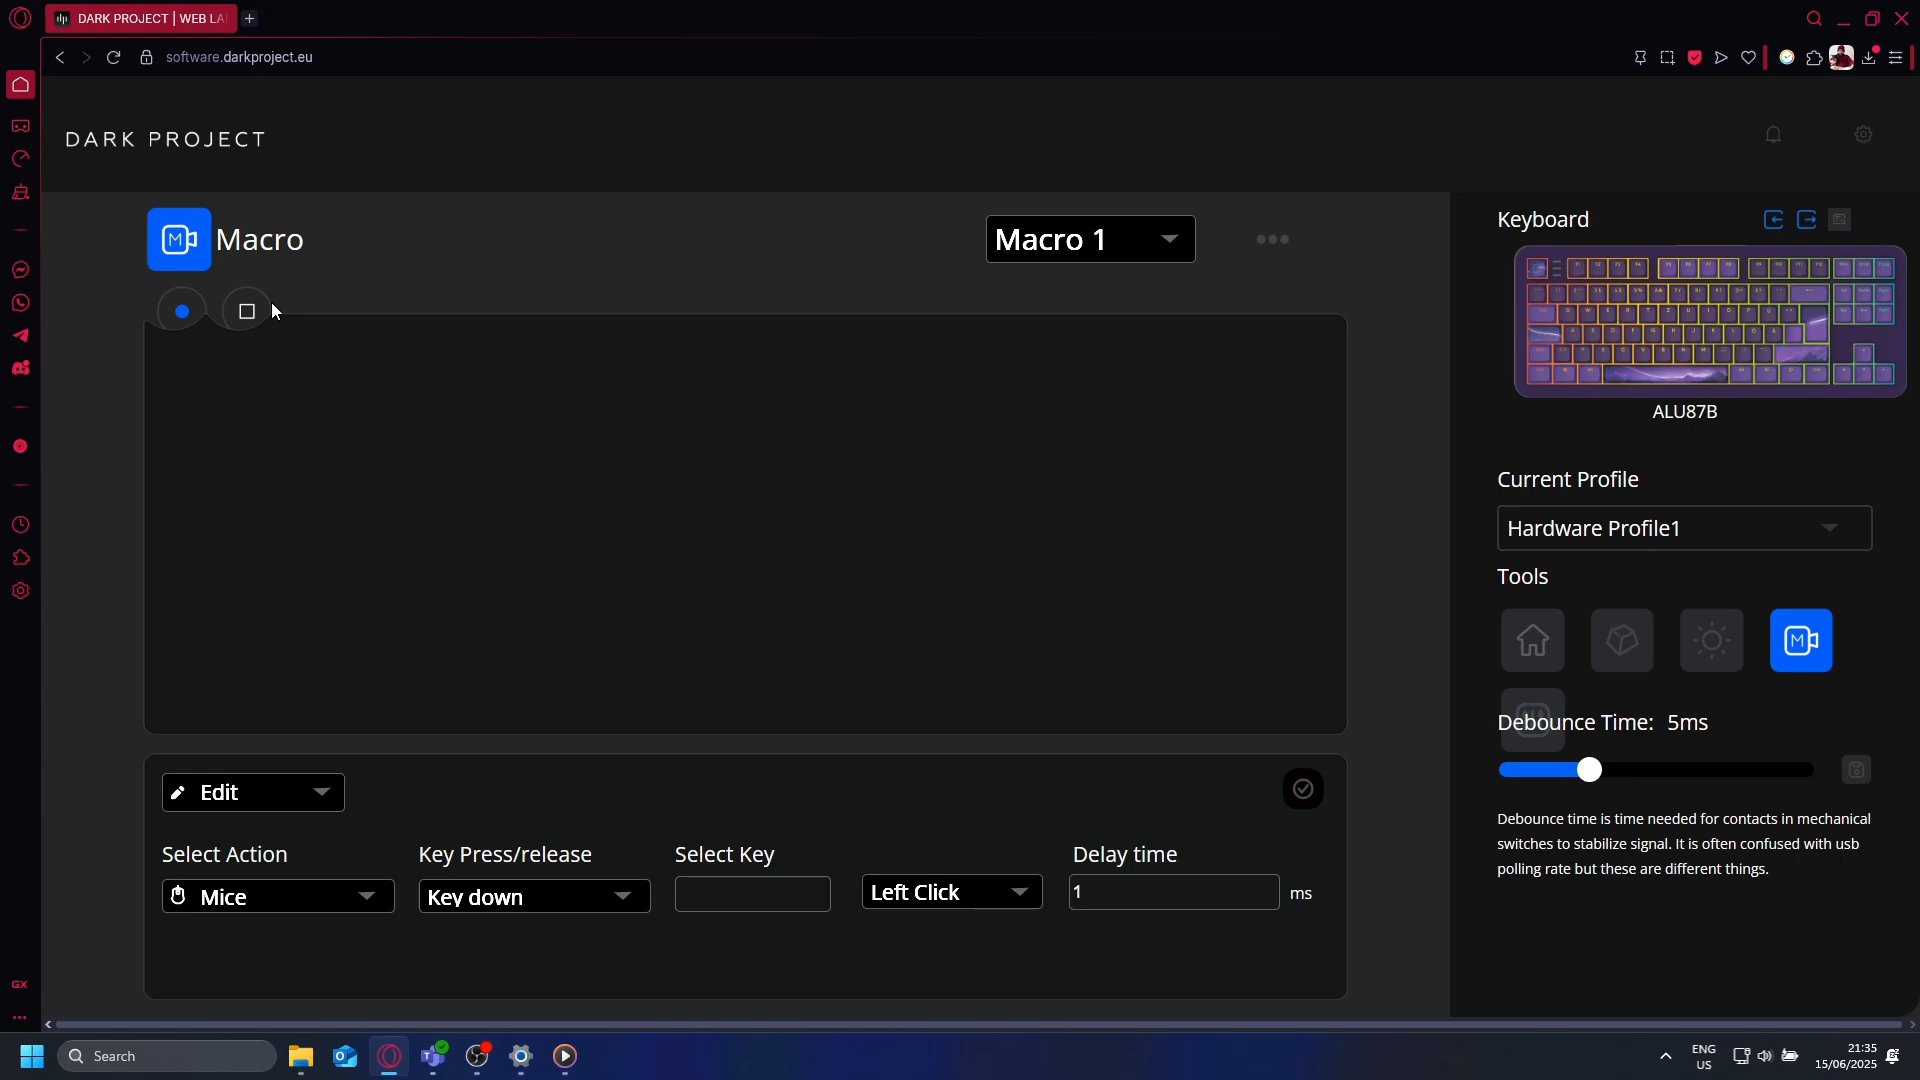 DARK PROJECT | WEB LA
software.darkproject.eu
DARK PROJECT
Macro
Macro 1
Keyboard
ALU87B
Current Profile
Hardware Profile1
Tools
Debounce Time: 5ms
Debounce time is time needed for contacts in mechanical
switches to stabilize signal. It is often confused with usb
polling rate but these are different things.
Edit
Select Action
Key Press/release
Select Key
Delay time
Mice
Key down
Left Click
1
ms
GX
Search
ENG
US
21:35
15/06/2025